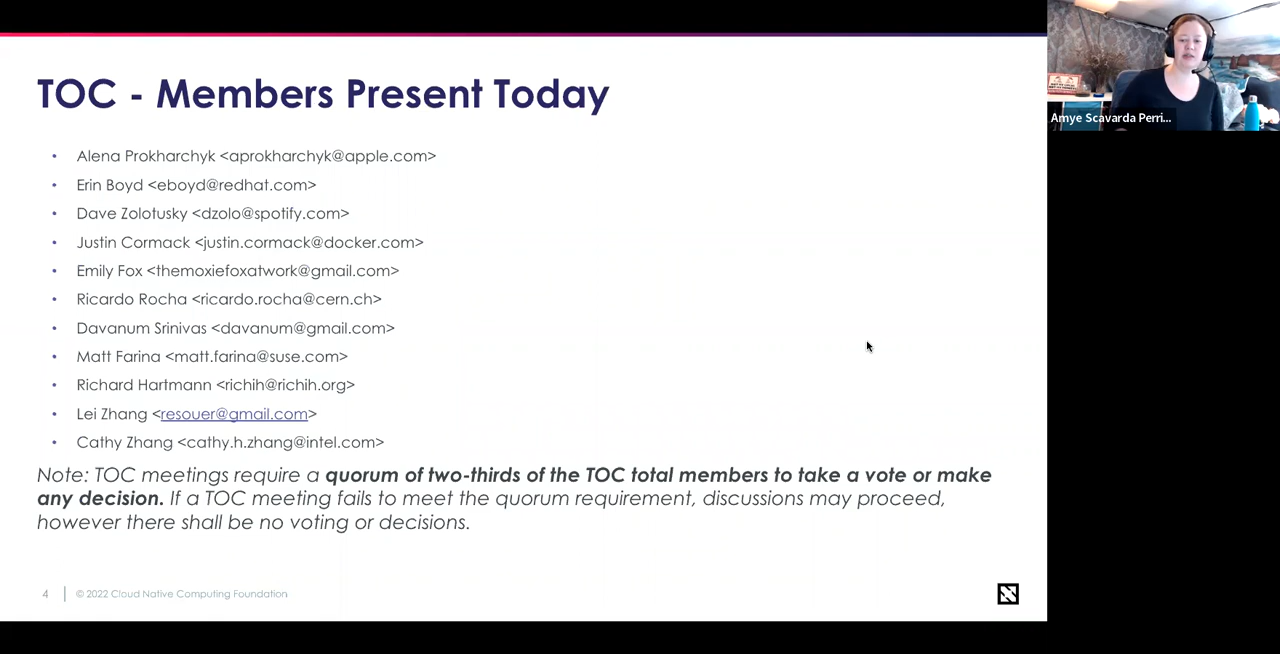 TOC - Members Present Today
• Alena Prokharchyk <aprokharchyk@apple.com>
• Erin Boyd <eboyd@redhat.com>
• Dave Zolotusky <dzolo@spotify.com>
• Justin Cormack <justin.cormack@docker.com>
• Emily Fox <themoxiefoxatwork@gmail.com>
• Ricardo Rocha <ricardo.rocha@cern.ch>
• Davanum Srinivas <davanum@gmail.com>
• Matt Farina <matt.farina@suse.com>
• Richard Hartmann <richih@richih.org>
• Lei Zhang <resouer@gmail.com>
• Cathy Zhang <cathy.h.zhang@intel.com>
Note: TOC meetings require a quorum of two-thirds of the TOC total members to take a vote or make
any decision. If a TOC meeting fails to meet the quorum requirement, discussions may proceed,
however there shall be no voting or decisions.
4 © 2022 Cloud Native Computing Foundation
Amye Scavarda Perri...